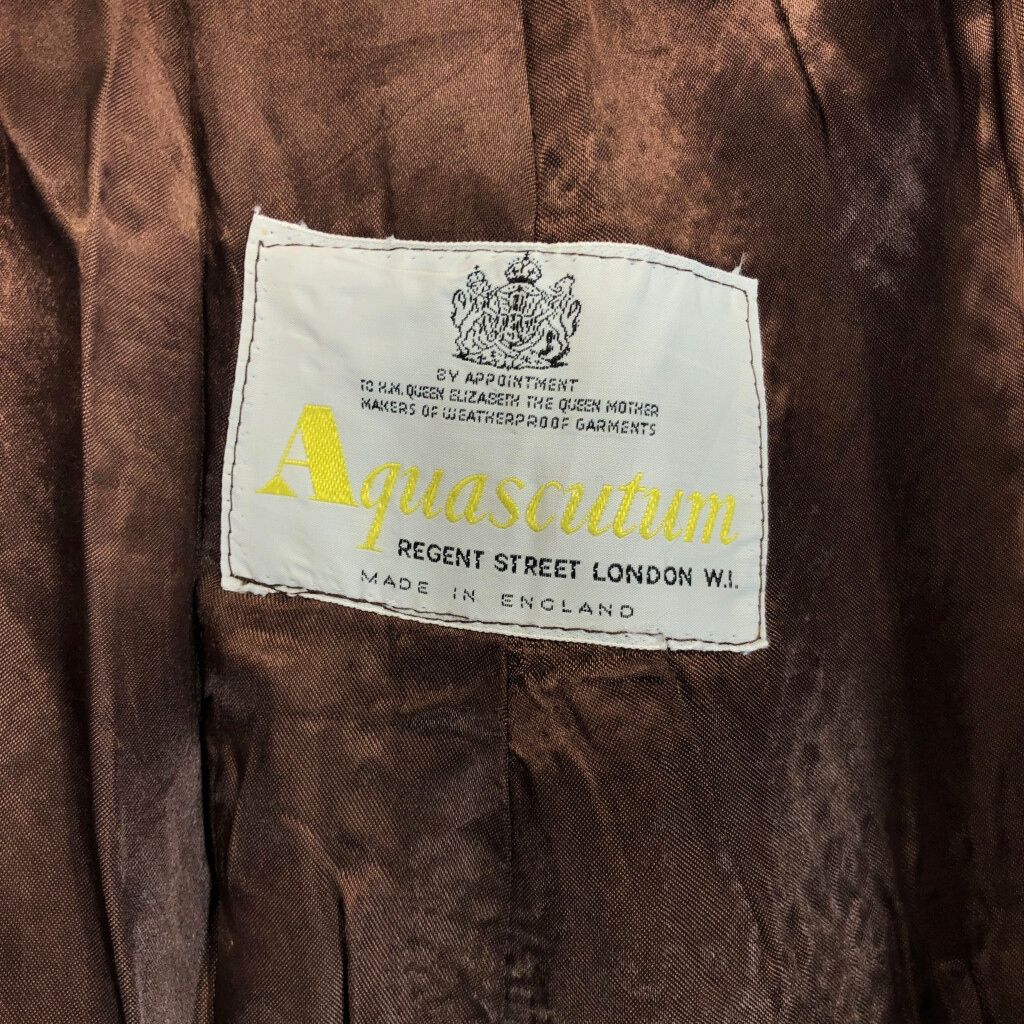 BY APPOINTMENT
TO H.M. QUEEN ELIZABETH THE QUEEN MOTHER
MAKERS OF WEATHERPROOF GARMENTS
Aquascutum
REGENT STREET LONDON W.I.
MADE IN ENGLAND